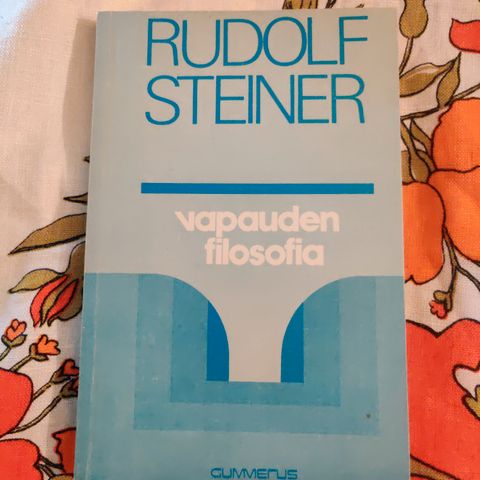 RUDOLF
STEINER
vapauden
filosofia
GUMMERUS